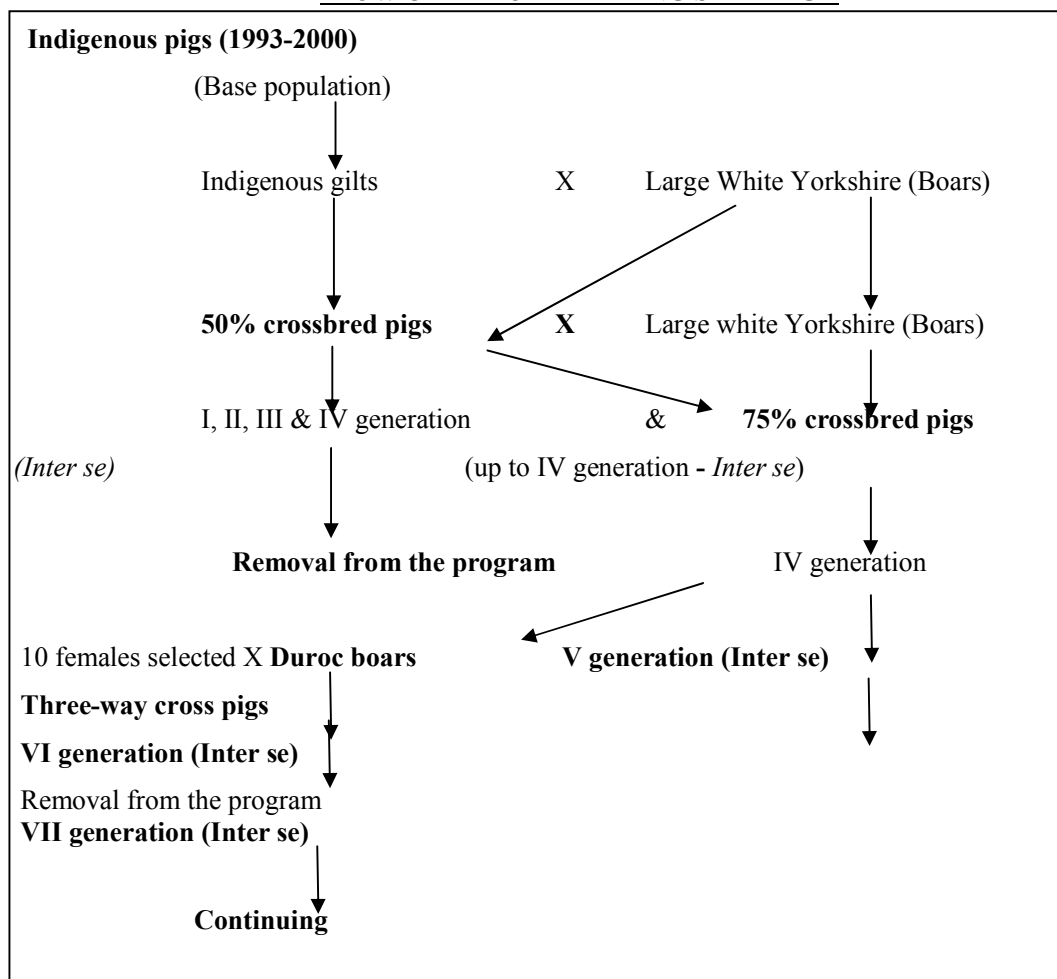 Indigenous pigs (1993-2000)
(Base population)
Indigenous gilts X Large White Yorkshire (Boars)
50% crossbred pigs X Large white Yorkshire (Boars)
I, II, III & IV generation & 75% crossbred pigs
(Inter se) (up to IV generation - Inter se)
Removal from the program IV generation
10 females selected X Duroc boars V generation (Inter se)
Three-way cross pigs
VI generation (Inter se)
Removal from the program
VII generation (Inter se)
Continuing